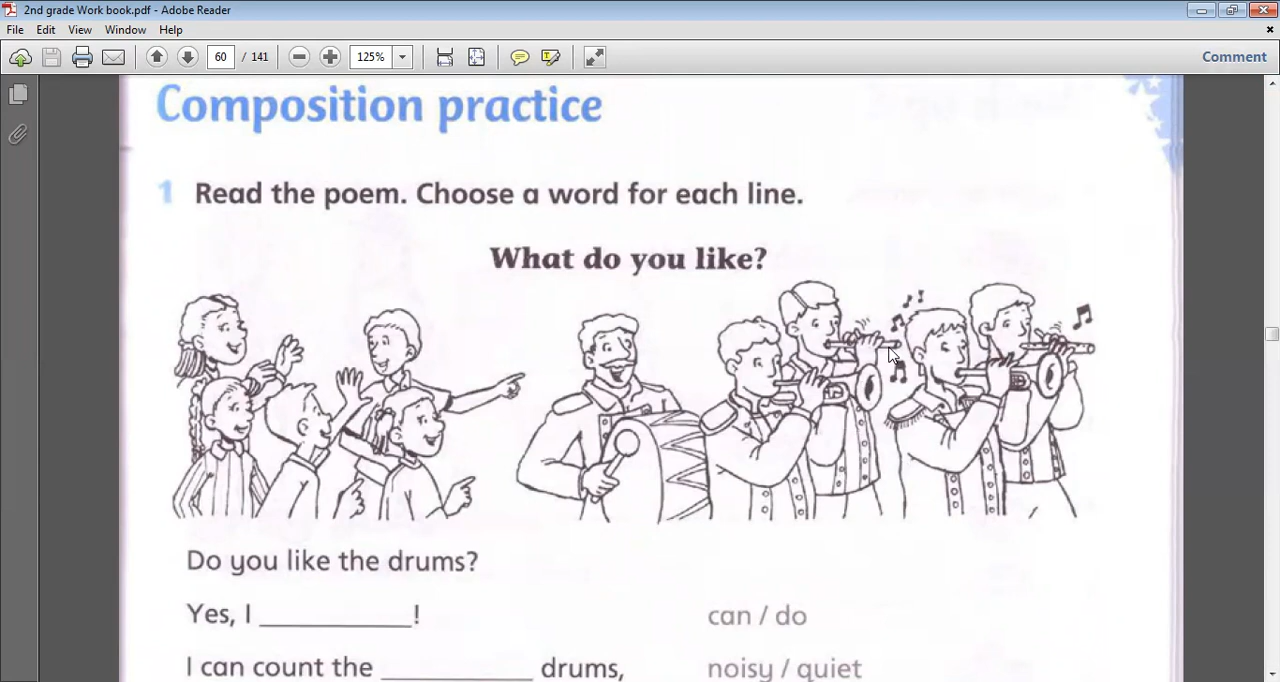 2nd grade Work book.pdf - Adobe Reader
File Edit View Window Help
60 / 141 125% Comment
Composition practice
1 Read the poem. Choose a word for each line.
What do you like?
Do you like the drums?
Yes, I __________! can / do
I can count the __________ drums, noisy / quiet